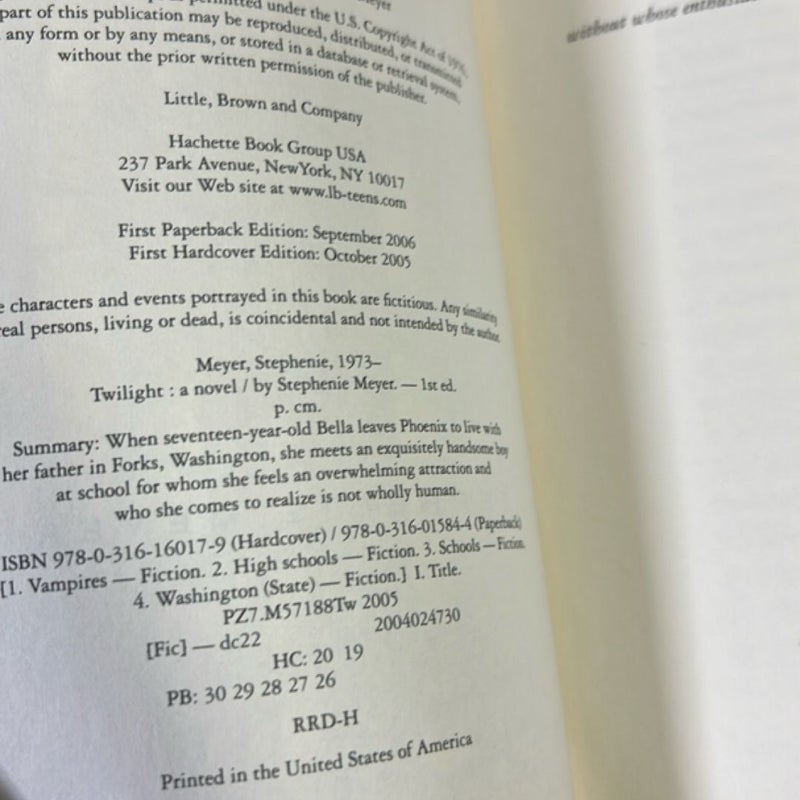 permitted under the U.S. Copyright Act of 1976,
part of this publication may be reproduced, distributed, or transmitted
any form or by any means, or stored in a database or retrieval system,
without the prior written permission of the publisher.
Little, Brown and Company
Hachette Book Group USA
237 Park Avenue, New York, NY 10017
Visit our Web site at www.lb-teens.com
First Paperback Edition: September 2006
First Hardcover Edition: October 2005
characters and events portrayed in this book are fictitious. Any similarity
real persons, living or dead, is coincidental and not intended by the author.
Meyer, Stephenie, 1973–
Twilight : a novel / by Stephenie Meyer. — 1st ed.
p. cm.
Summary: When seventeen-year-old Bella leaves Phoenix to live with
her father in Forks, Washington, she meets an exquisitely handsome boy
at school for whom she feels an overwhelming attraction and
who she comes to realize is not wholly human.
ISBN 978-0-316-16017-9 (Hardcover) / 978-0-316-01584-4 (Paperback)
[1. Vampires — Fiction. 2. High schools — Fiction. 3. Schools — Fiction.
4. Washington (State) — Fiction.] I. Title.
PZ7.M57188Tw 2005
[Fic] — dc22 2004024730
HC: 20 19
PB: 30 29 28 27 26
RRD-H
Printed in the United States of America
without whose